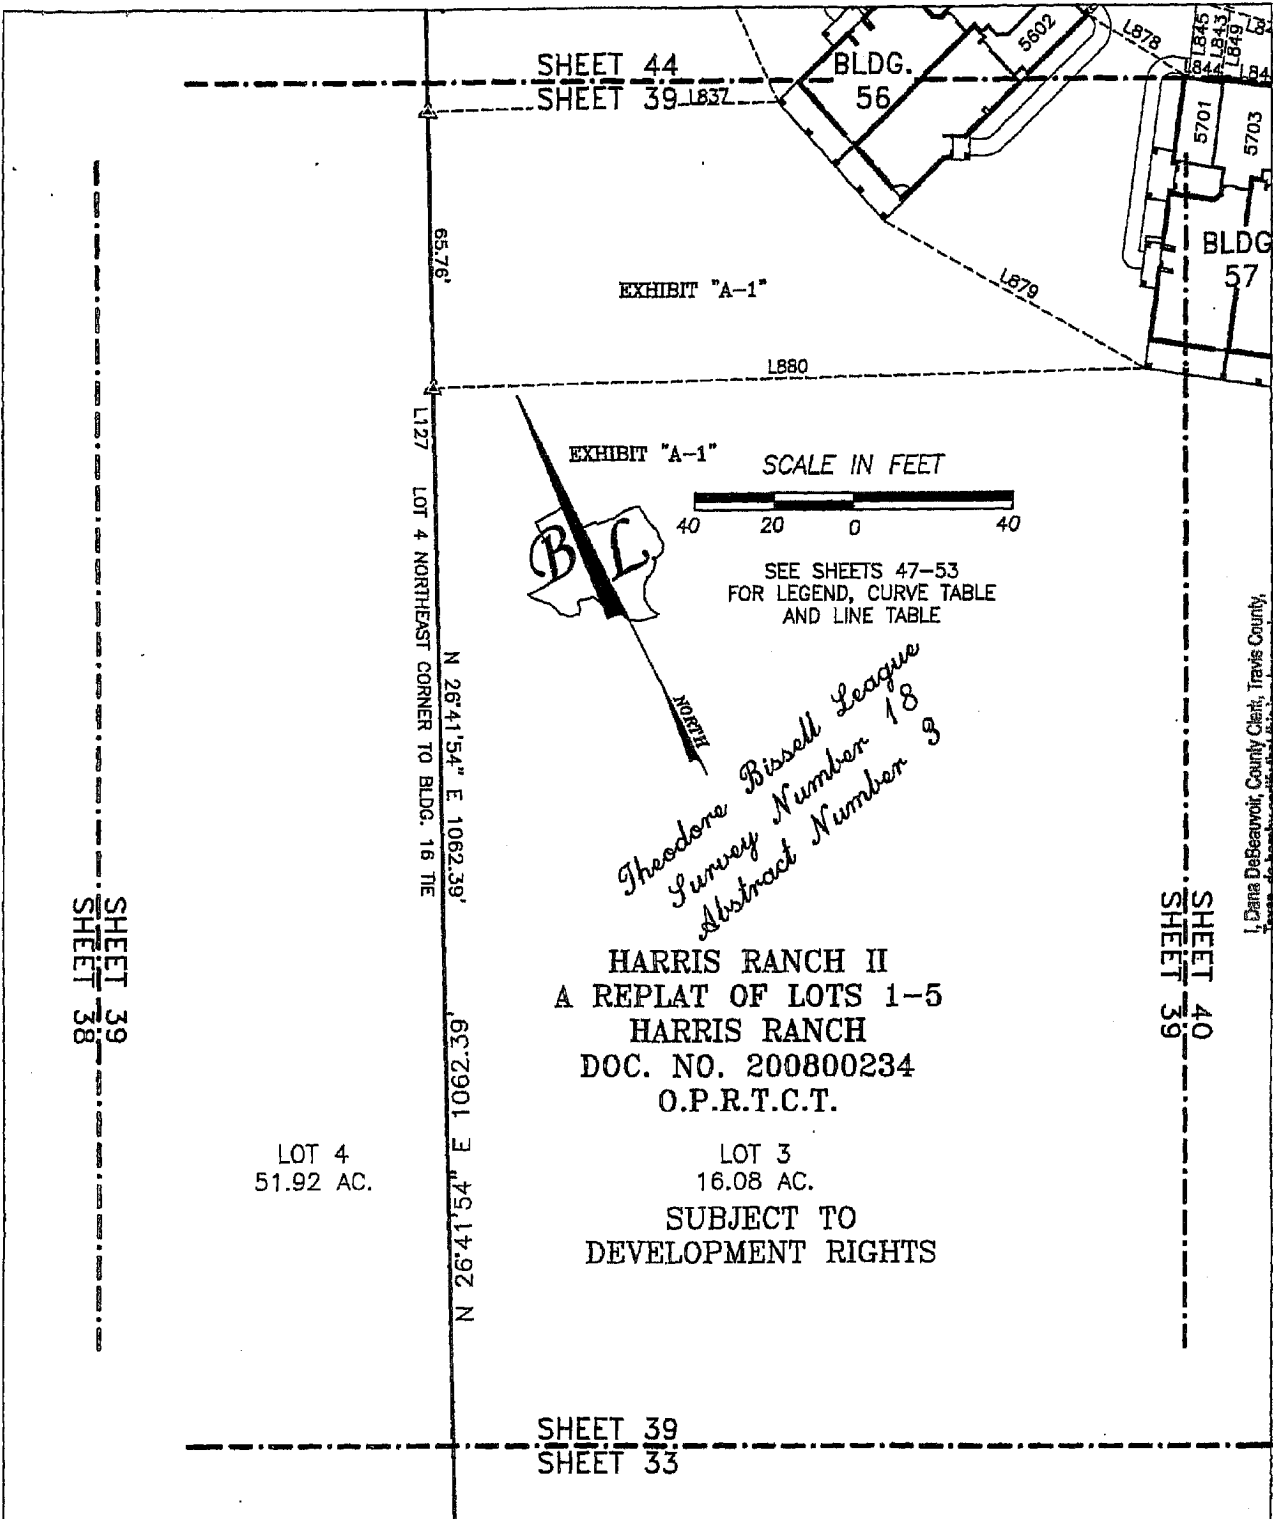 SHEET 44
SHEET 39
L837
BLDG.
56
5602
L878
L845
L843
L849
L844
5701
5703
BLDG
57
65.76'
EXHIBIT "A-1"
L879
L880
L127
LOT 4 NORTHEAST CORNER TO BLDG. 16 TIE
EXHIBIT "A-1"
SCALE IN FEET
40 20 0 40
B L
SEE SHEETS 47-53
FOR LEGEND, CURVE TABLE
AND LINE TABLE
NORTH
N 26°41'54" E 1062.39'
Theodore Bissell League
Survey Number 18
Abstract Number 3
I, Dana DeBeauvoir, County Clerk, Travis County,
SHEET 39
SHEET 38
SHEET 40
SHEET 39
HARRIS RANCH II
A REPLAT OF LOTS 1-5
HARRIS RANCH
DOC. NO. 200800234
O.P.R.T.C.T.
N 26°41'54" E 1062.39'
LOT 4
51.92 AC.
LOT 3
16.08 AC.
SUBJECT TO
DEVELOPMENT RIGHTS
SHEET 39
SHEET 33